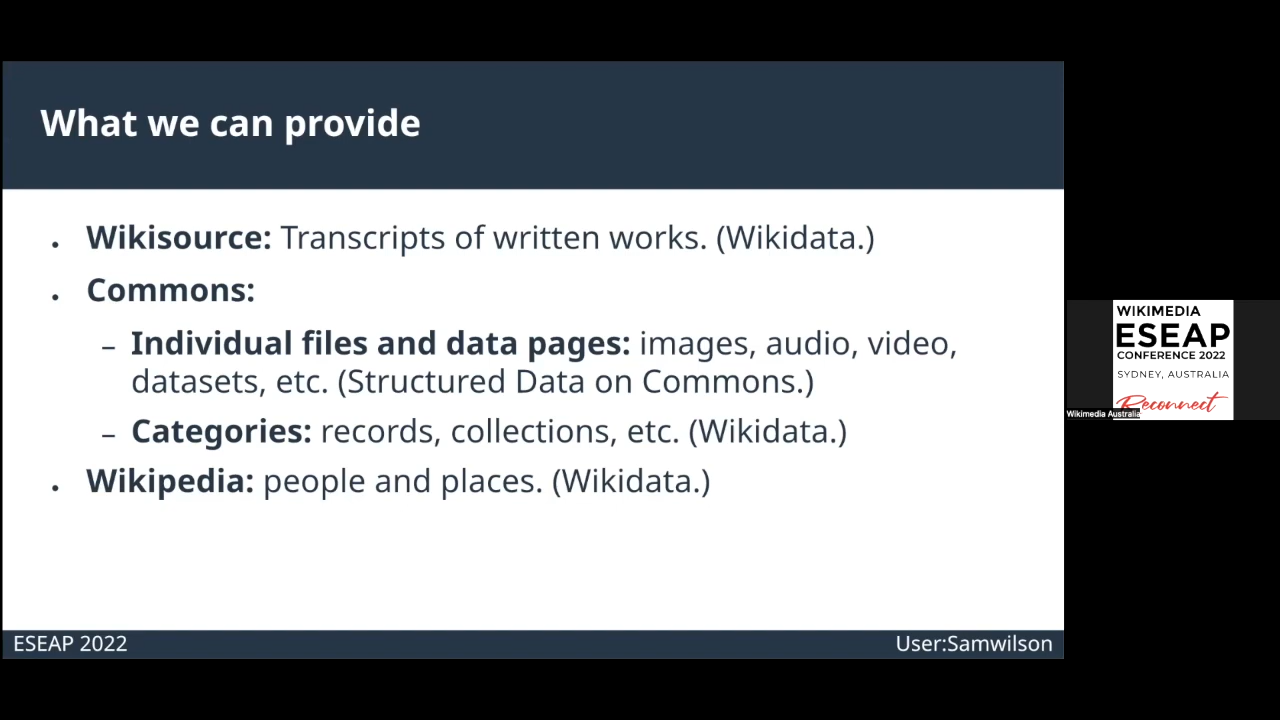 What we can provide
• Wikisource: Transcripts of written works. (Wikidata.)
• Commons:
– Individual files and data pages: images, audio, video,
datasets, etc. (Structured Data on Commons.)
– Categories: records, collections, etc. (Wikidata.)
• Wikipedia: people and places. (Wikidata.)
ESEAP 2022
User:Samwilson
WIKIMEDIA
ESEAP
CONFERENCE 2022
SYDNEY, AUSTRALIA
Reconnect
Wikimedia Australia